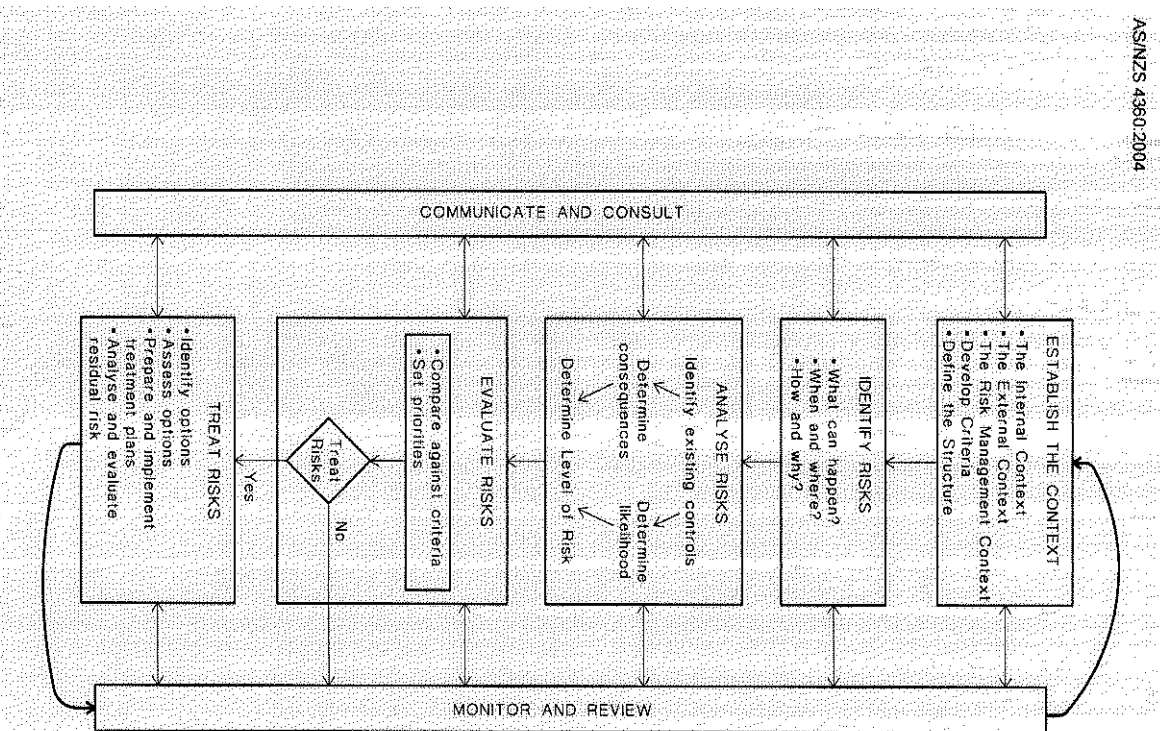 AS/NZS 4360:2004
COMMUNICATE AND CONSULT
ESTABLISH THE CONTEXT
• The Internal Context
• The External Context
• The Risk Management Context
• Develop Criteria
• Define the Structure
IDENTIFY RISKS
• What can happen?
• When and where?
• How and why?
ANALYSE RISKS
Identify existing controls
Determine
consequences
Determine
likelihood
Determine Level of Risk
EVALUATE RISKS
• Compare against criteria
• Set priorities
Treat
Risks
No
Yes
TREAT RISKS
• Identify options
• Assess options
• Prepare and implement
treatment plans
• Analyse and evaluate
residual risk
MONITOR AND REVIEW